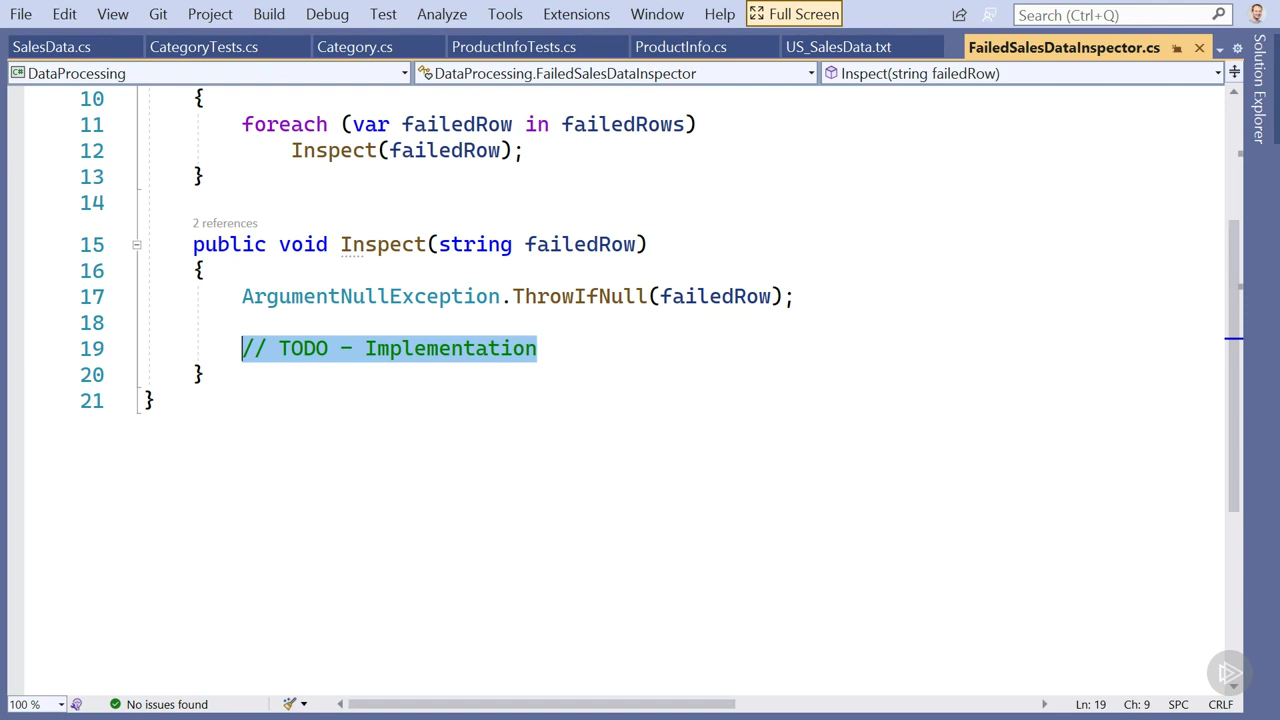 File Edit View Git Project Build Debug Test Analyze Tools Extensions Window Help Full Screen Search (Ctrl+Q)
SalesData.cs CategoryTests.cs Category.cs ProductInfoTests.cs ProductInfo.cs US_SalesData.txt FailedSalesDataInspector.cs
C# DataProcessing DataProcessing.FailedSalesDataInspector Inspect(string failedRow)
Solution Explorer
10 {
11 foreach (var failedRow in failedRows)
12 Inspect(failedRow);
13 }
14
2 references
15 public void Inspect(string failedRow)
16 {
17 ArgumentNullException.ThrowIfNull(failedRow);
18
19 // TODO - Implementation
20 }
21 }
100 % No issues found Ln: 19 Ch: 9 SPC CRLF